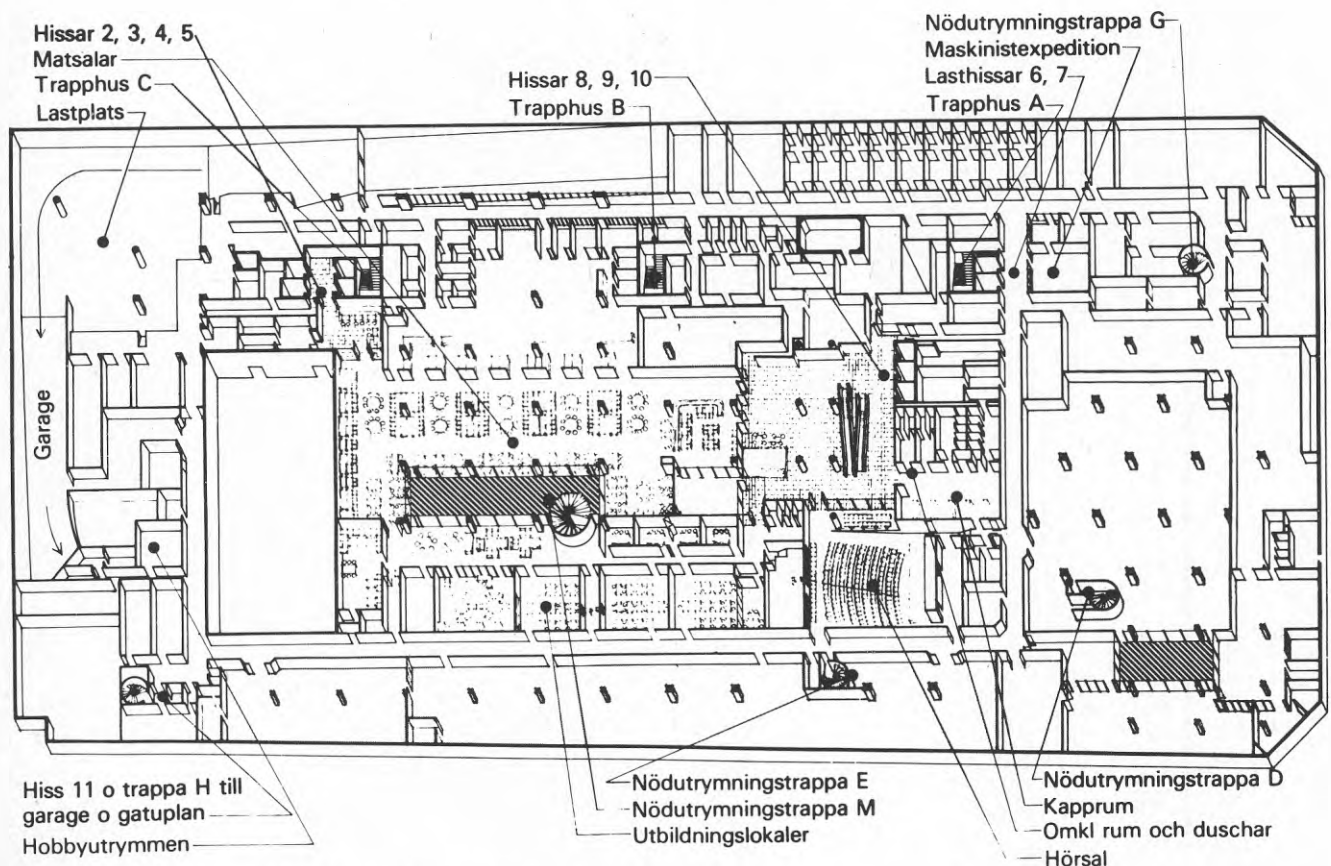 Hissar 2, 3, 4, 5
Matsalar
Trapphus C
Lastplats
Hissar 8, 9, 10
Trapphus B
Nödutrymningstrappa G
Maskinistexpedition
Lasthissar 6, 7
Trapphus A
Garage
Hiss 11 o trappa H till
garage o gatuplan
Hobbyutrymmen
Nödutrymningstrappa E
Nödutrymningstrappa M
Utbildningslokaler
Nödutrymningstrappa D
Kapprum
Omkl rum och duschar
Hörsal